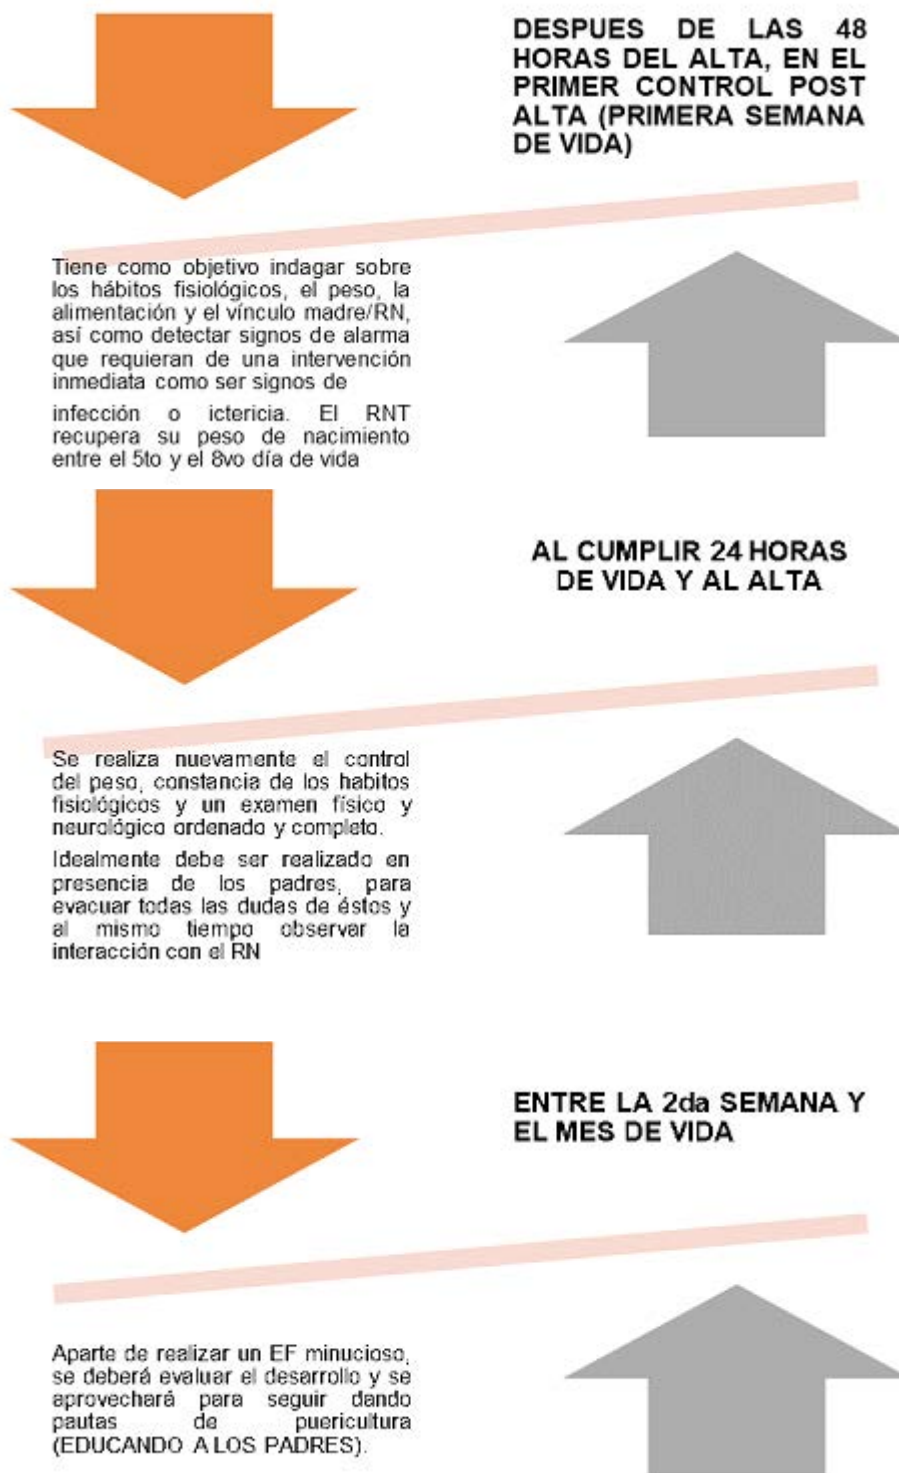 DESPUES DE LAS 48
HORAS DEL ALTA, EN EL
PRIMER CONTROL POST
ALTA (PRIMERA SEMANA
DE VIDA)
Tiene como objetivo indagar sobre
los hábitos fisiológicos, el peso, la
alimentación y el vínculo madre/RN,
así como detectar signos de alarma
que requieran de una intervención
inmediata como ser signos de
infección o ictericia. El RNT
recupera su peso de nacimiento
entre el 5to y el 8vo día de vida
AL CUMPLIR 24 HORAS
DE VIDA Y AL ALTA
Se realiza nuevamente el control
del peso, constancia de los habitos
fisiológicos y un examen físico y
neurológico ordenado y completo.
Idealmente debe ser realizado en
presencia de los padres, para
evacuar todas las dudas de éstos y
al mismo tiempo observar la
interacción con el RN
ENTRE LA 2da SEMANA Y
EL MES DE VIDA
Aparte de realizar un EF minucioso,
se deberá evaluar el desarrollo y se
aprovechará para seguir dando
pautas de puericultura
(EDUCANDO A LOS PADRES).